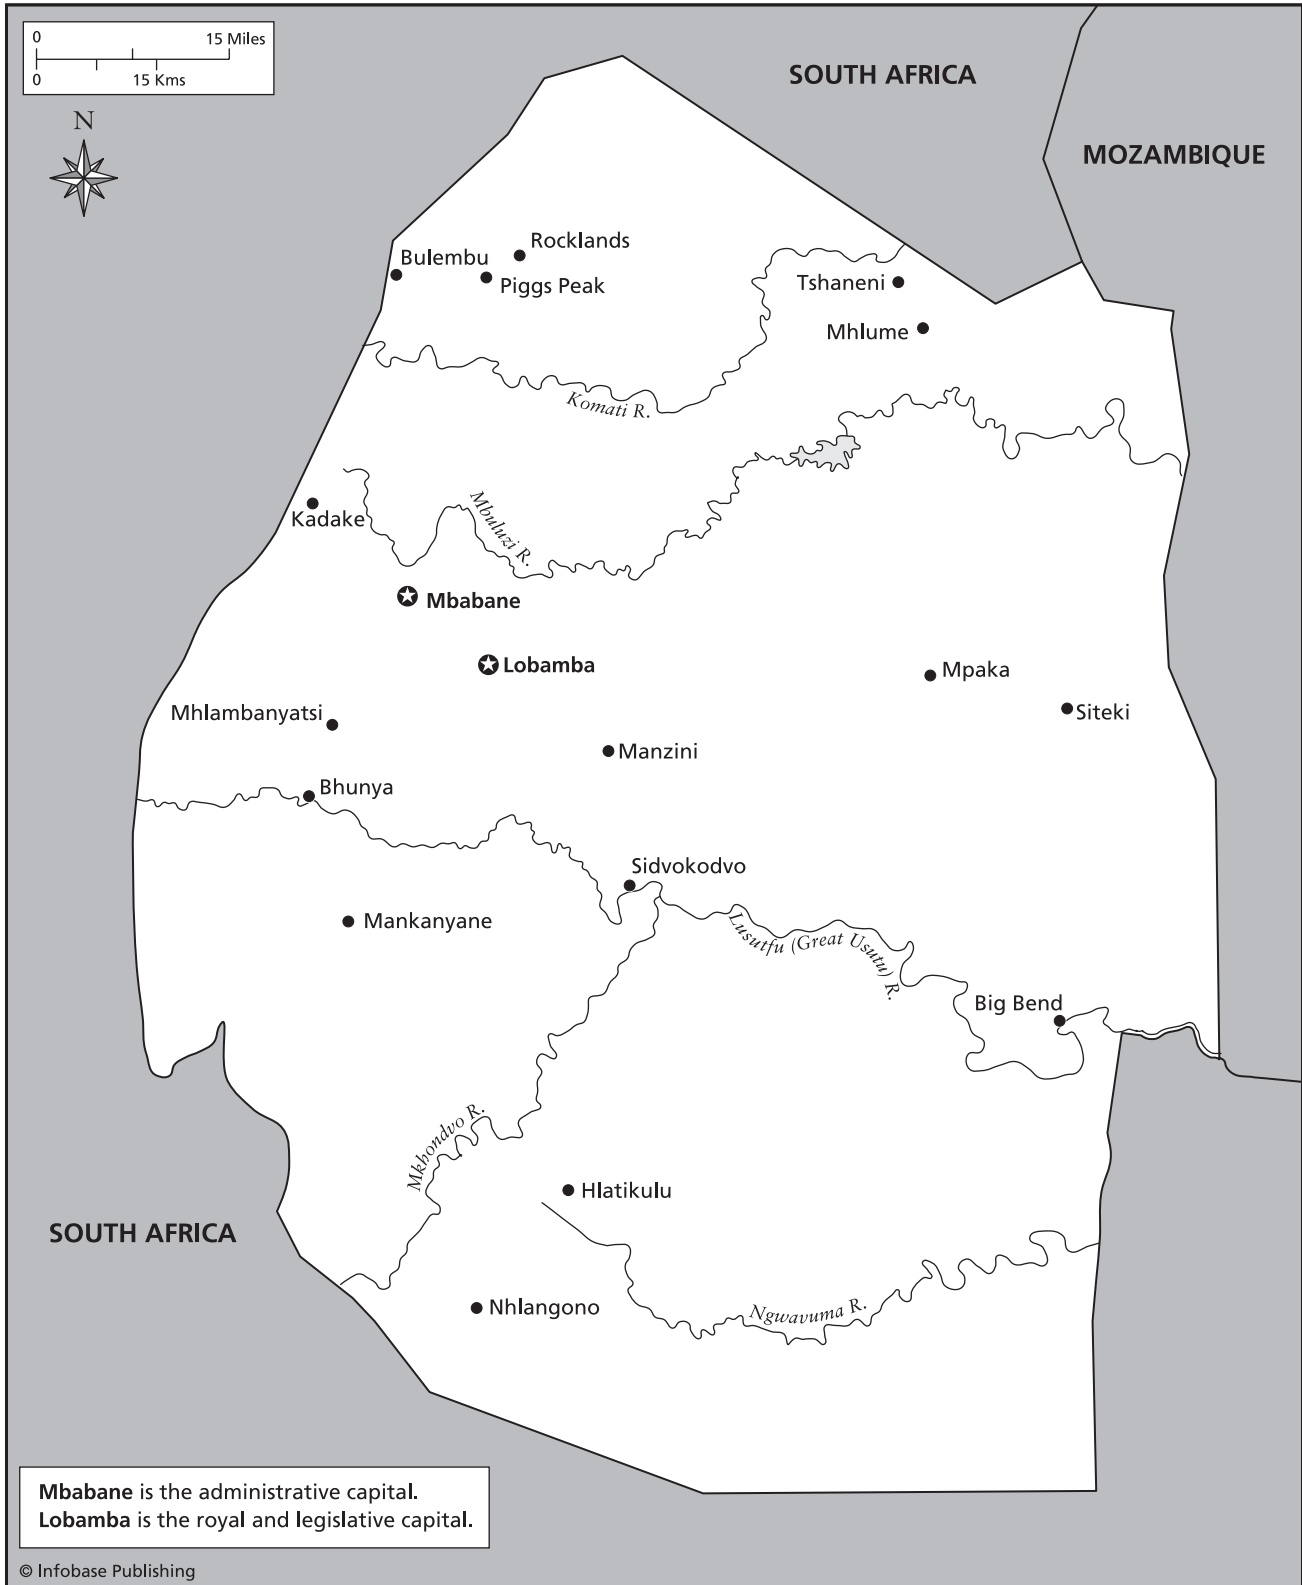 0 15 Miles
0 15 Kms
N
SOUTH AFRICA
MOZAMBIQUE
Rocklands
Bulembu
Piggs Peak
Tshaneni
Mhlume
Komati R.
Mbuluzi R.
Kadake
Mbabane
Lobamba
Mpaka
Siteki
Mhlambanyatsi
Manzini
Bhunya
Sidvokodvo
Mankanyane
Lusutfu (Great Usutu) R.
Big Bend
Mkhondvo R.
Hlatikulu
SOUTH AFRICA
Nhlangono
Ngwavuma R.
Mbabane is the administrative capital.
Lobamba is the royal and legislative capital.
© Infobase Publishing